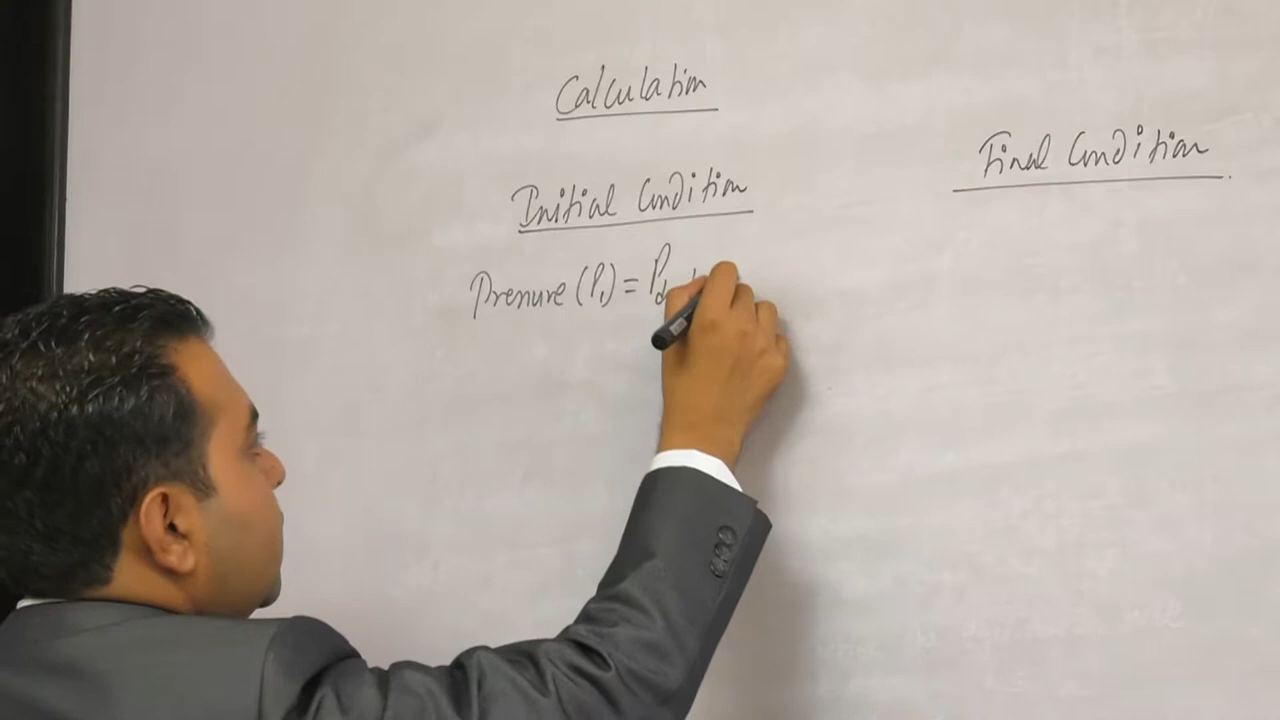 Calculation
Initial Condition
Final Condition
Pressure (P₁) = P